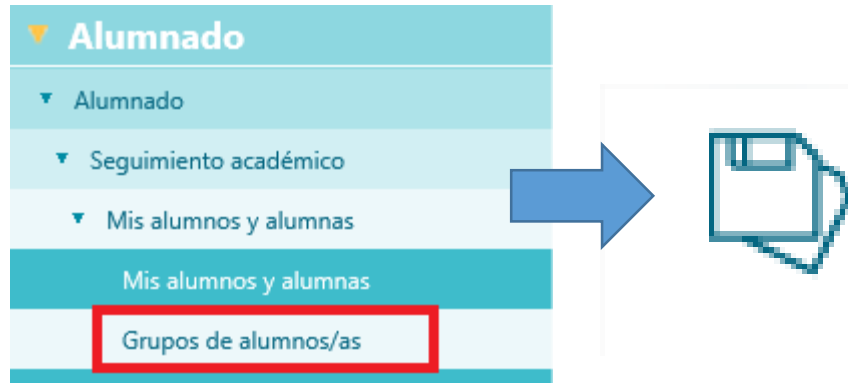 Alumnado
Alumnado
Seguimiento académico
Mis alumnos y alumnas
Mis alumnos y alumnas
Grupos de alumnos/as